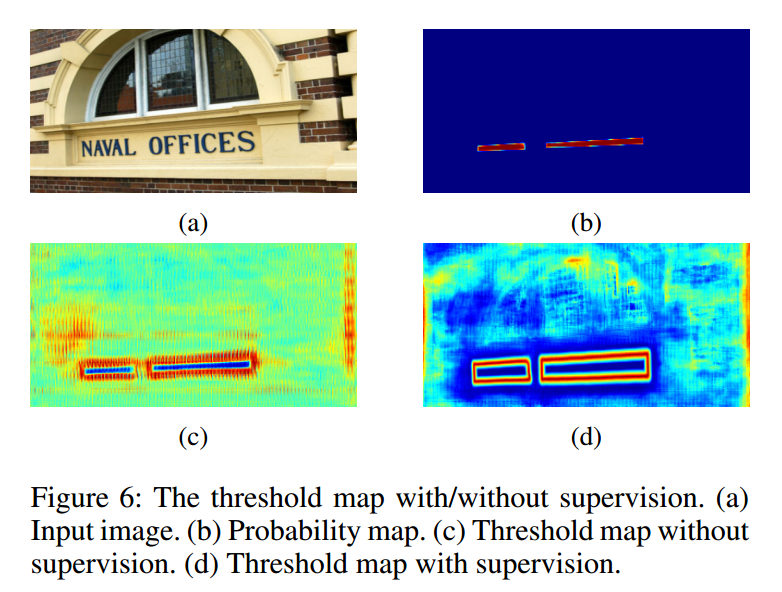 NAVAL OFFICES
(a)
(b)
(c)
(d)
Figure 6: The threshold map with/without supervision. (a)
Input image. (b) Probability map. (c) Threshold map without
supervision. (d) Threshold map with supervision.